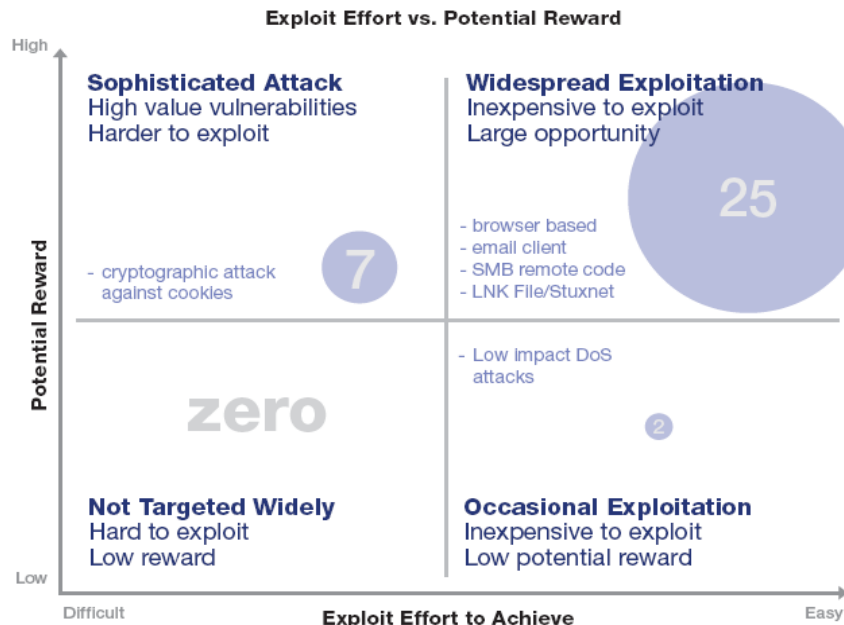 Exploit Effort vs. Potential Reward
High
Sophisticated Attack
High value vulnerabilities
Harder to exploit
Widespread Exploitation
Inexpensive to exploit
Large opportunity
25
- browser based
- email client
- SMB remote code
- LNK File/Stuxnet
7
- cryptographic attack
against cookies
Potential Reward
- Low impact DoS
attacks
zero
2
Not Targeted Widely
Hard to exploit
Low reward
Occasional Exploitation
Inexpensive to exploit
Low potential reward
Low
Difficult
Exploit Effort to Achieve
Easy